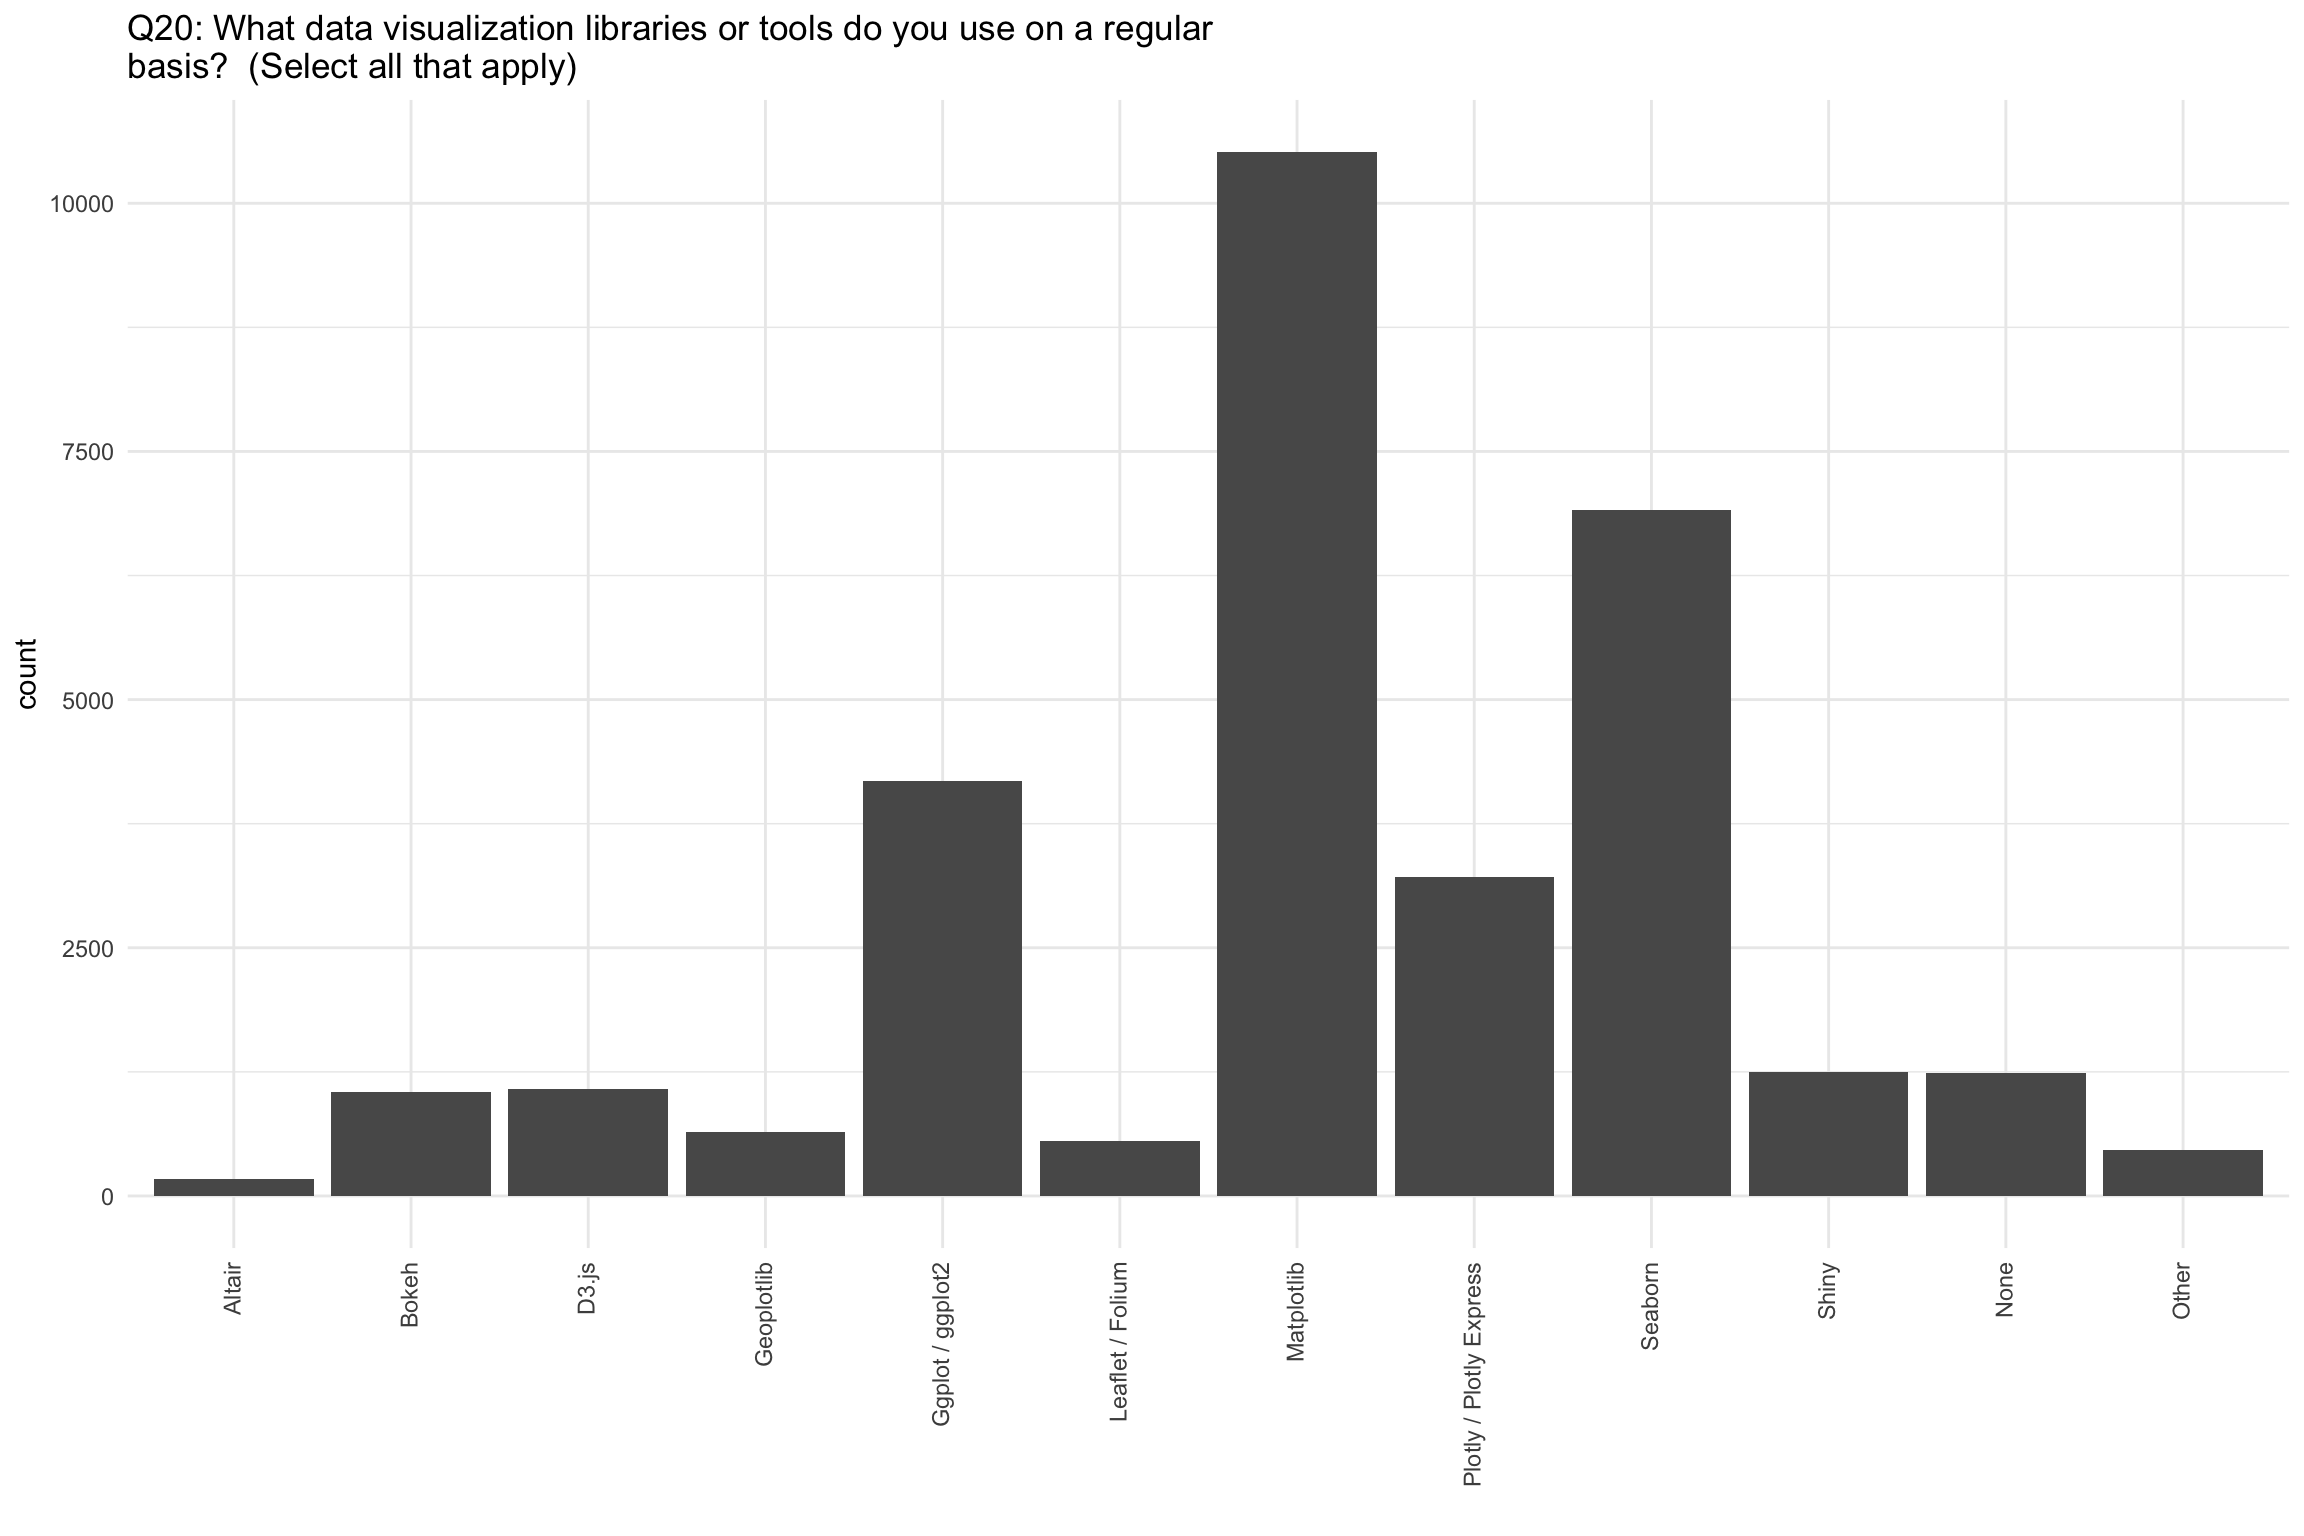 Q20: What data visualization libraries or tools do you use on a regular
basis?  (Select all that apply)
count
10000
7500
5000
2500
0
Altair
Bokeh
D3.js
Geoplotlib
Ggplot / ggplot2
Leaflet / Folium
Matplotlib
Plotly / Plotly Express
Seaborn
Shiny
None
Other